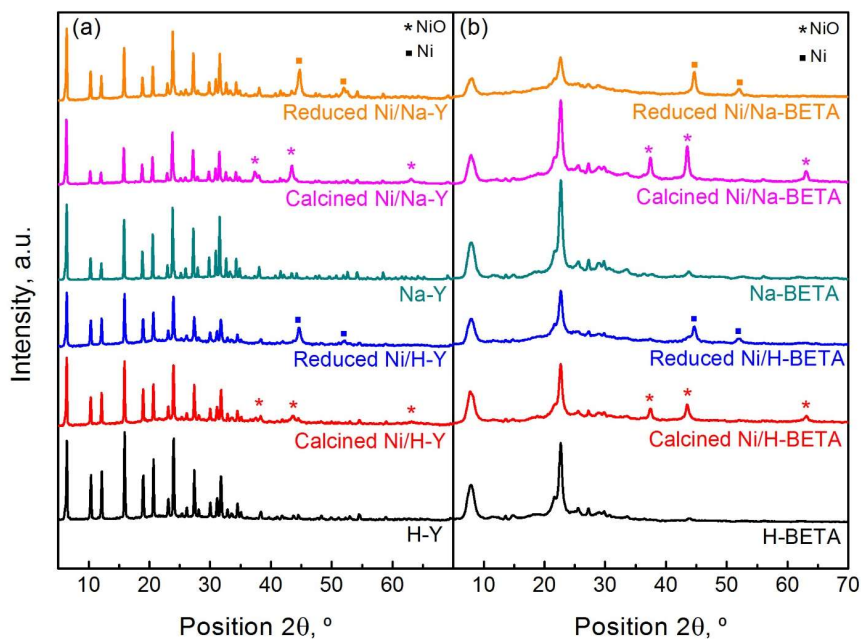 (a)
* NiO
▪ Ni
Reduced Ni/Na-Y
*
*
*
Calcined Ni/Na-Y
Na-Y
Reduced Ni/H-Y
*
*
*
Calcined Ni/H-Y
H-Y
10 20 30 40 50 60
Position 2θ, º
Intensity, a.u.
(b)
* NiO
▪ Ni
Reduced Ni/Na-BETA
*
*
*
Calcined Ni/Na-BETA
Na-BETA
Reduced Ni/H-BETA
*
*
*
Calcined Ni/H-BETA
H-BETA
10 20 30 40 50 60 70
Position 2θ, º